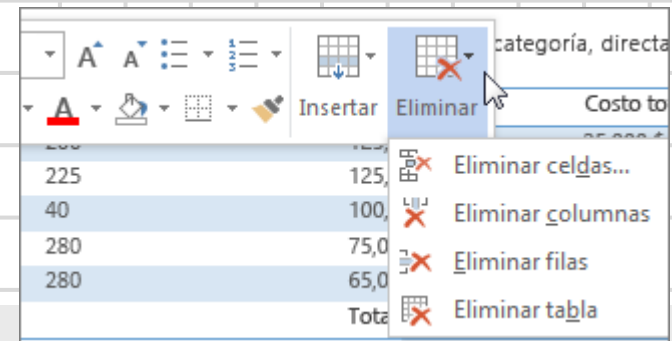 categoría, directa
Insertar Eliminar
Costo to
Eliminar celdas...
225 125,
Eliminar columnas
40 100,
Eliminar filas
280 75,0
280 65,0
Eliminar tabla
Tota